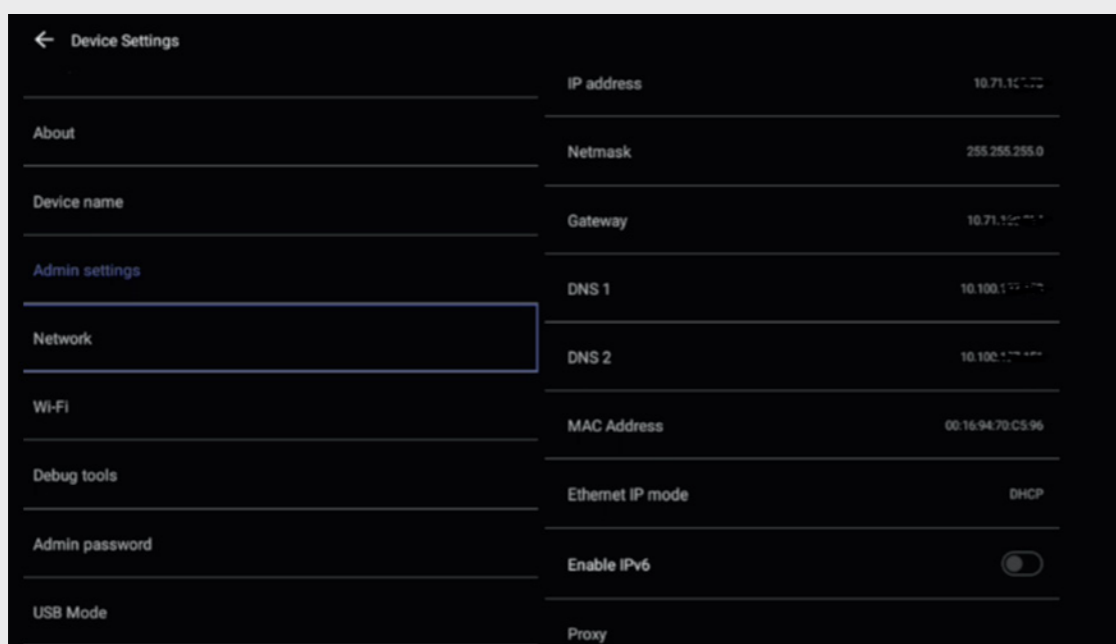 Device Settings
About
Device name
Admin settings
Network
Wi-Fi
Debug tools
Admin password
USB Mode
IP address
Netmask 255.255.255.0
Gateway
DNS 1
DNS 2
MAC Address 00:16:94:70:C5:96
Ethernet IP mode DHCP
Enable IPv6
Proxy